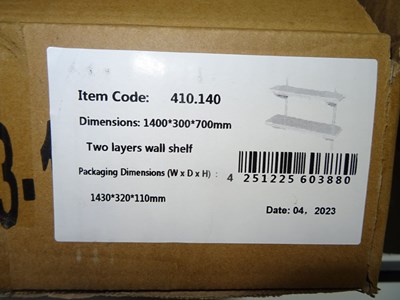 Item Code: 410.140
Dimensions: 1400*300*700mm
Two layers wall shelf
Packaging Dimensions (W x D x H) :
1430*320*110mm
4 251225 603880
Date: 04. 2023